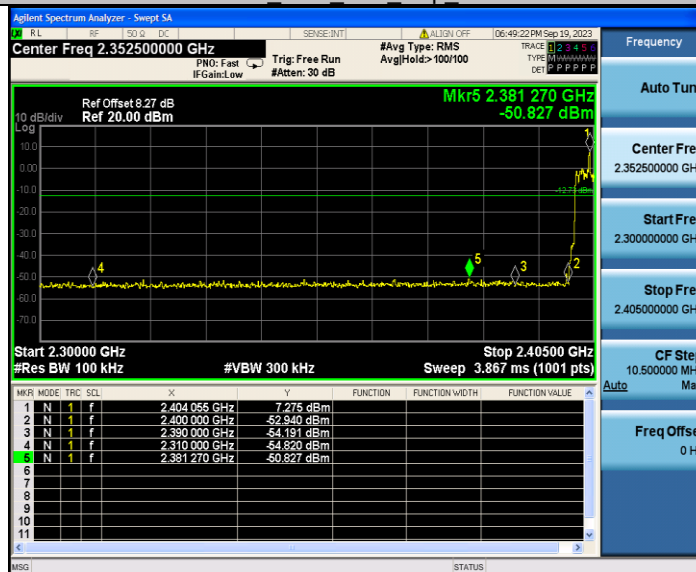 Agilent Spectrum Analyzer - Swept SA
RL RF 50 Ω DC SENSE:INT ALIGN OFF 06:49:22 PM Sep 19, 2023
Center Freq 2.352500000 GHz
PNO: Fast
IFGain:Low
Trig: Free Run
#Atten: 30 dB
#Avg Type: RMS
Avg|Hold:> 100/100
TRACE 1 2 3 4 5 6
TYPE M
DET P P P P P P
Ref Offset 8.27 dB
10 dB/div Ref 20.00 dBm
Log
Mkr5 2.381 270 GHz
-50.827 dBm
10.0
0.00
-10.0
-20.0
-30.0
-40.0
-50.0
-60.0
-70.0
1
2
3
4
5
Start 2.30000 GHz Stop 2.40500 GHz
#Res BW 100 kHz #VBW 300 kHz Sweep 3.867 ms (1001 pts)
MKR MODE TRC SCL X Y FUNCTION FUNCTION WIDTH FUNCTION VALUE
1 N 1 f 2.404 055 GHz 7.275 dBm
2 N 1 f 2.400 000 GHz -52.940 dBm
3 N 1 f 2.390 000 GHz -54.191 dBm
4 N 1 f 2.310 000 GHz -54.820 dBm
5 N 1 f 2.381 270 GHz -50.827 dBm
6
7
8
9
10
11
MSG STATUS
Frequency
Auto Tun
Center Fre
2.352500000 GH
Start Fre
2.300000000 GH
Stop Fre
2.405000000 GH
CF Step
10.500000 MH
Auto Ma
Freq Offse
0 H